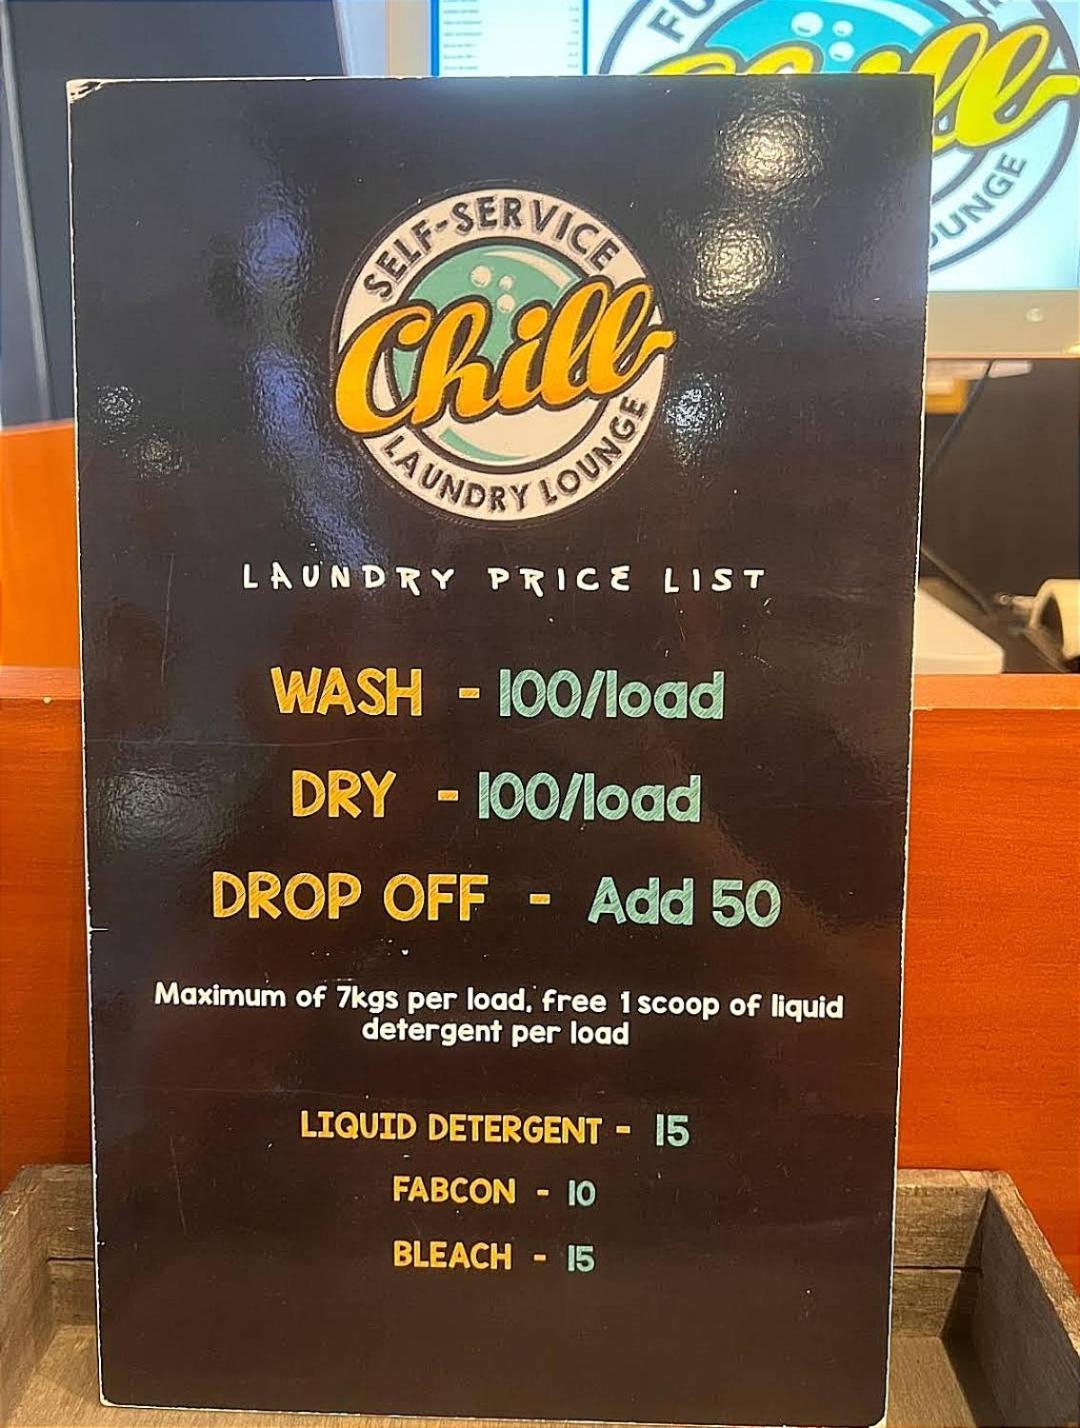 SELF-SERVICE
Chill
LAUNDRY LOUNGE
LAUNDRY PRICE LIST
WASH - 100/load
DRY - 100/load
DROP OFF - Add 50
Maximum of 7kgs per load, free 1 scoop of liquid
detergent per load
LIQUID DETERGENT - 15
FABCON - 10
BLEACH - 15